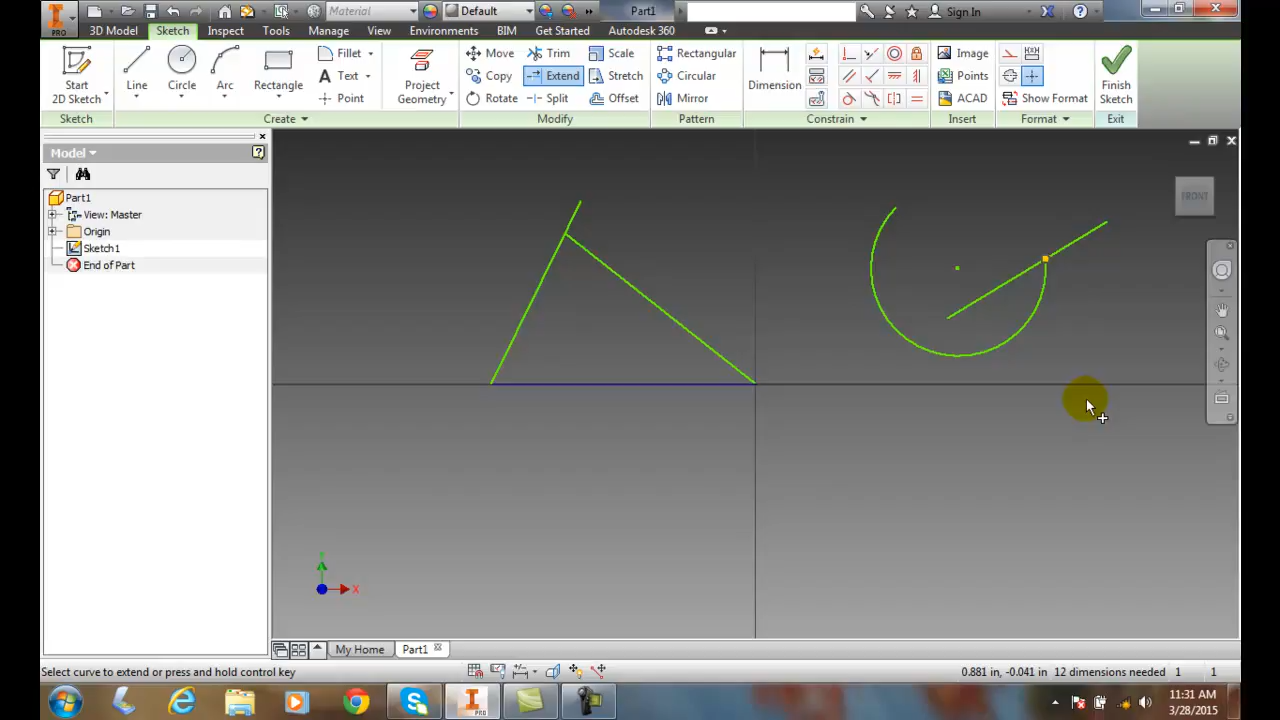 Material Default Part1 Sign In
PRO 3D Model Sketch Inspect Tools Manage View Environments BIM Get Started Autodesk 360
Fillet Move Trim Scale Rectangular Image
Text Copy Extend Stretch Circular Points
Start 2D Sketch Line Circle Arc Rectangle Point Project Geometry Rotate Split Offset Mirror Dimension ACAD Show Format Finish Sketch
Sketch Create Modify Pattern Constrain Insert Format Exit
Model
Part1
View: Master
Origin
Sketch1
End of Part
FRONT
Y
X
My Home Part1
Select curve to extend or press and hold control key 0.881 in, -0.041 in 12 dimensions needed 1 1
PRO
11:31 AM
3/28/2015